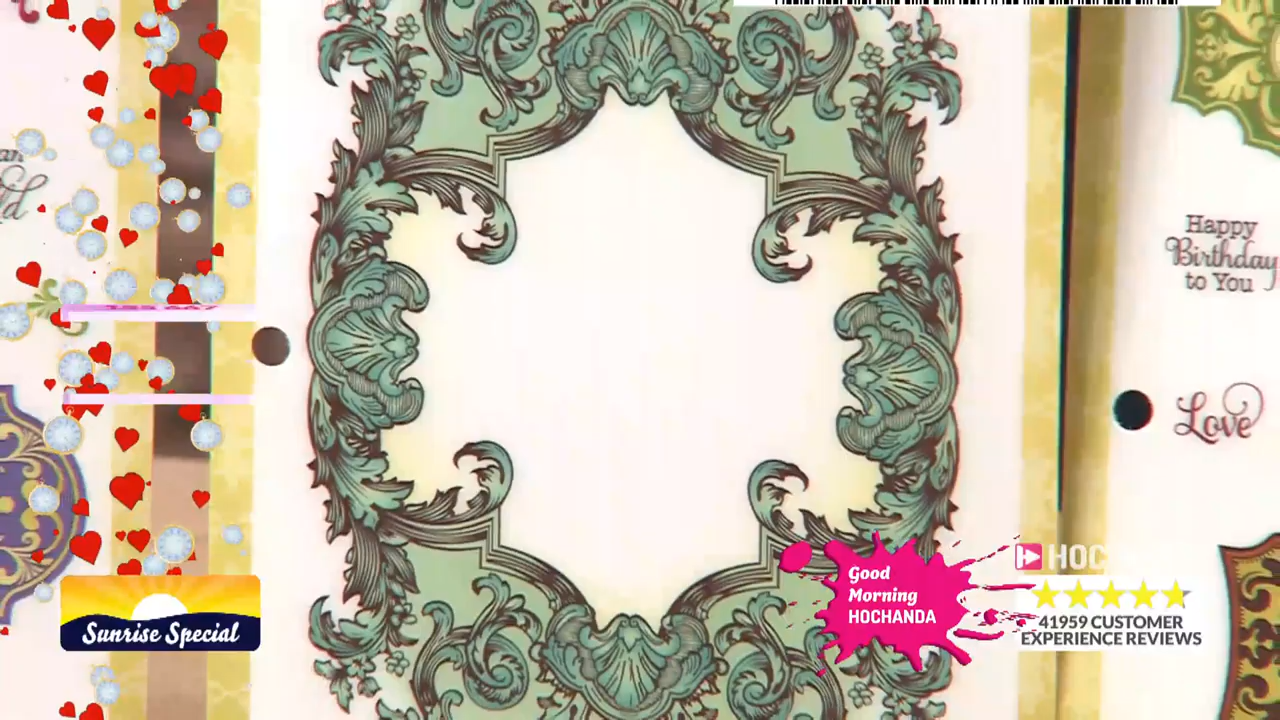 Happy
Birthday
to You
Love
Good
Morning
HOCHANDA
Sunrise Special
41959 CUSTOMER
EXPERIENCE REVIEWS